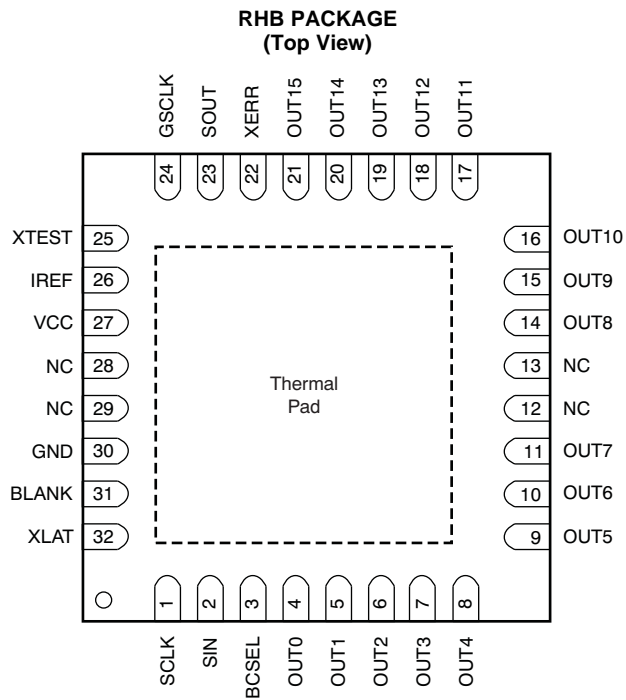 RHB PACKAGE
(Top View)
GSCLK
SOUT
XERR
OUT15
OUT14
OUT13
OUT12
OUT11
24
23
22
21
20
19
18
17
XTEST 25
IREF 26
VCC 27
NC 28
NC 29
GND 30
BLANK 31
XLAT 32
Thermal
Pad
16 OUT10
15 OUT9
14 OUT8
13 NC
12 NC
11 OUT7
10 OUT6
9 OUT5
1
2
3
4
5
6
7
8
SCLK
SIN
BCSEL
OUT0
OUT1
OUT2
OUT3
OUT4